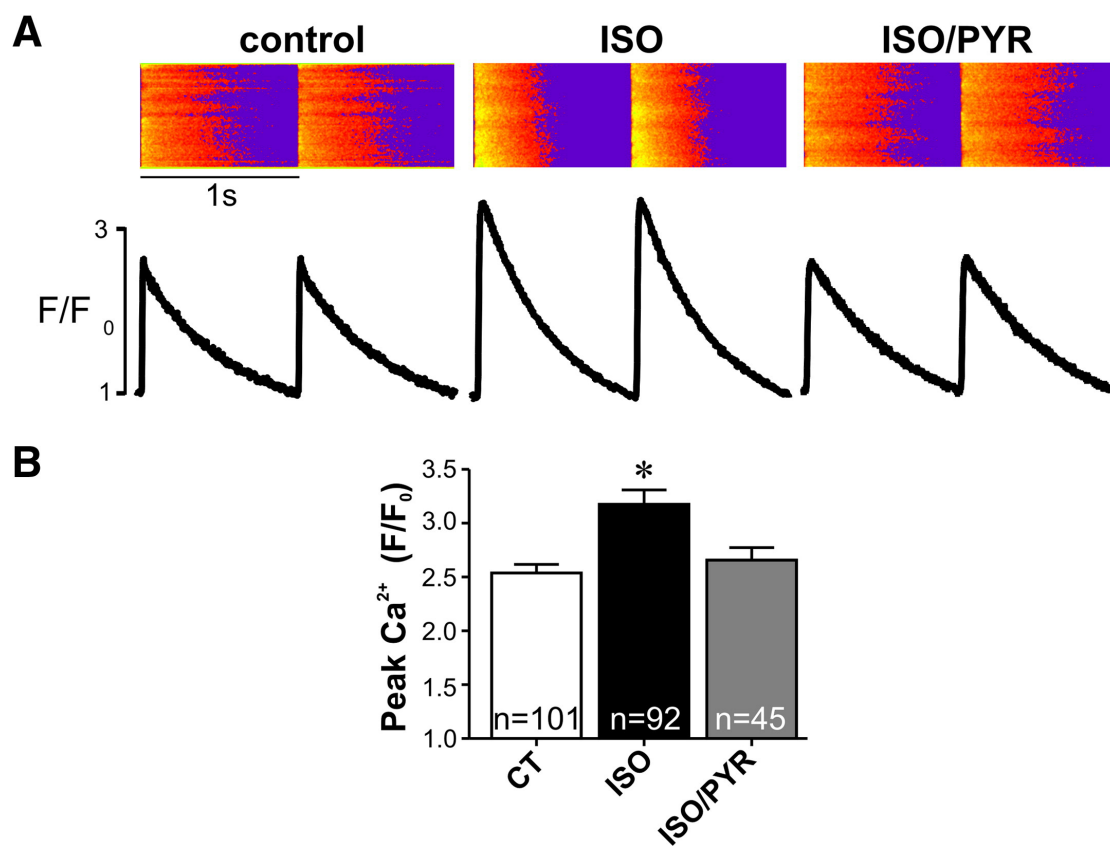 A
control
ISO
ISO/PYR
1s
3
F/F0
1
B
*
Peak Ca2+ (F/F0)
3.5
3.0
2.5
2.0
1.5
1.0
n=101
n=92
n=45
CT
ISO
ISO/PYR